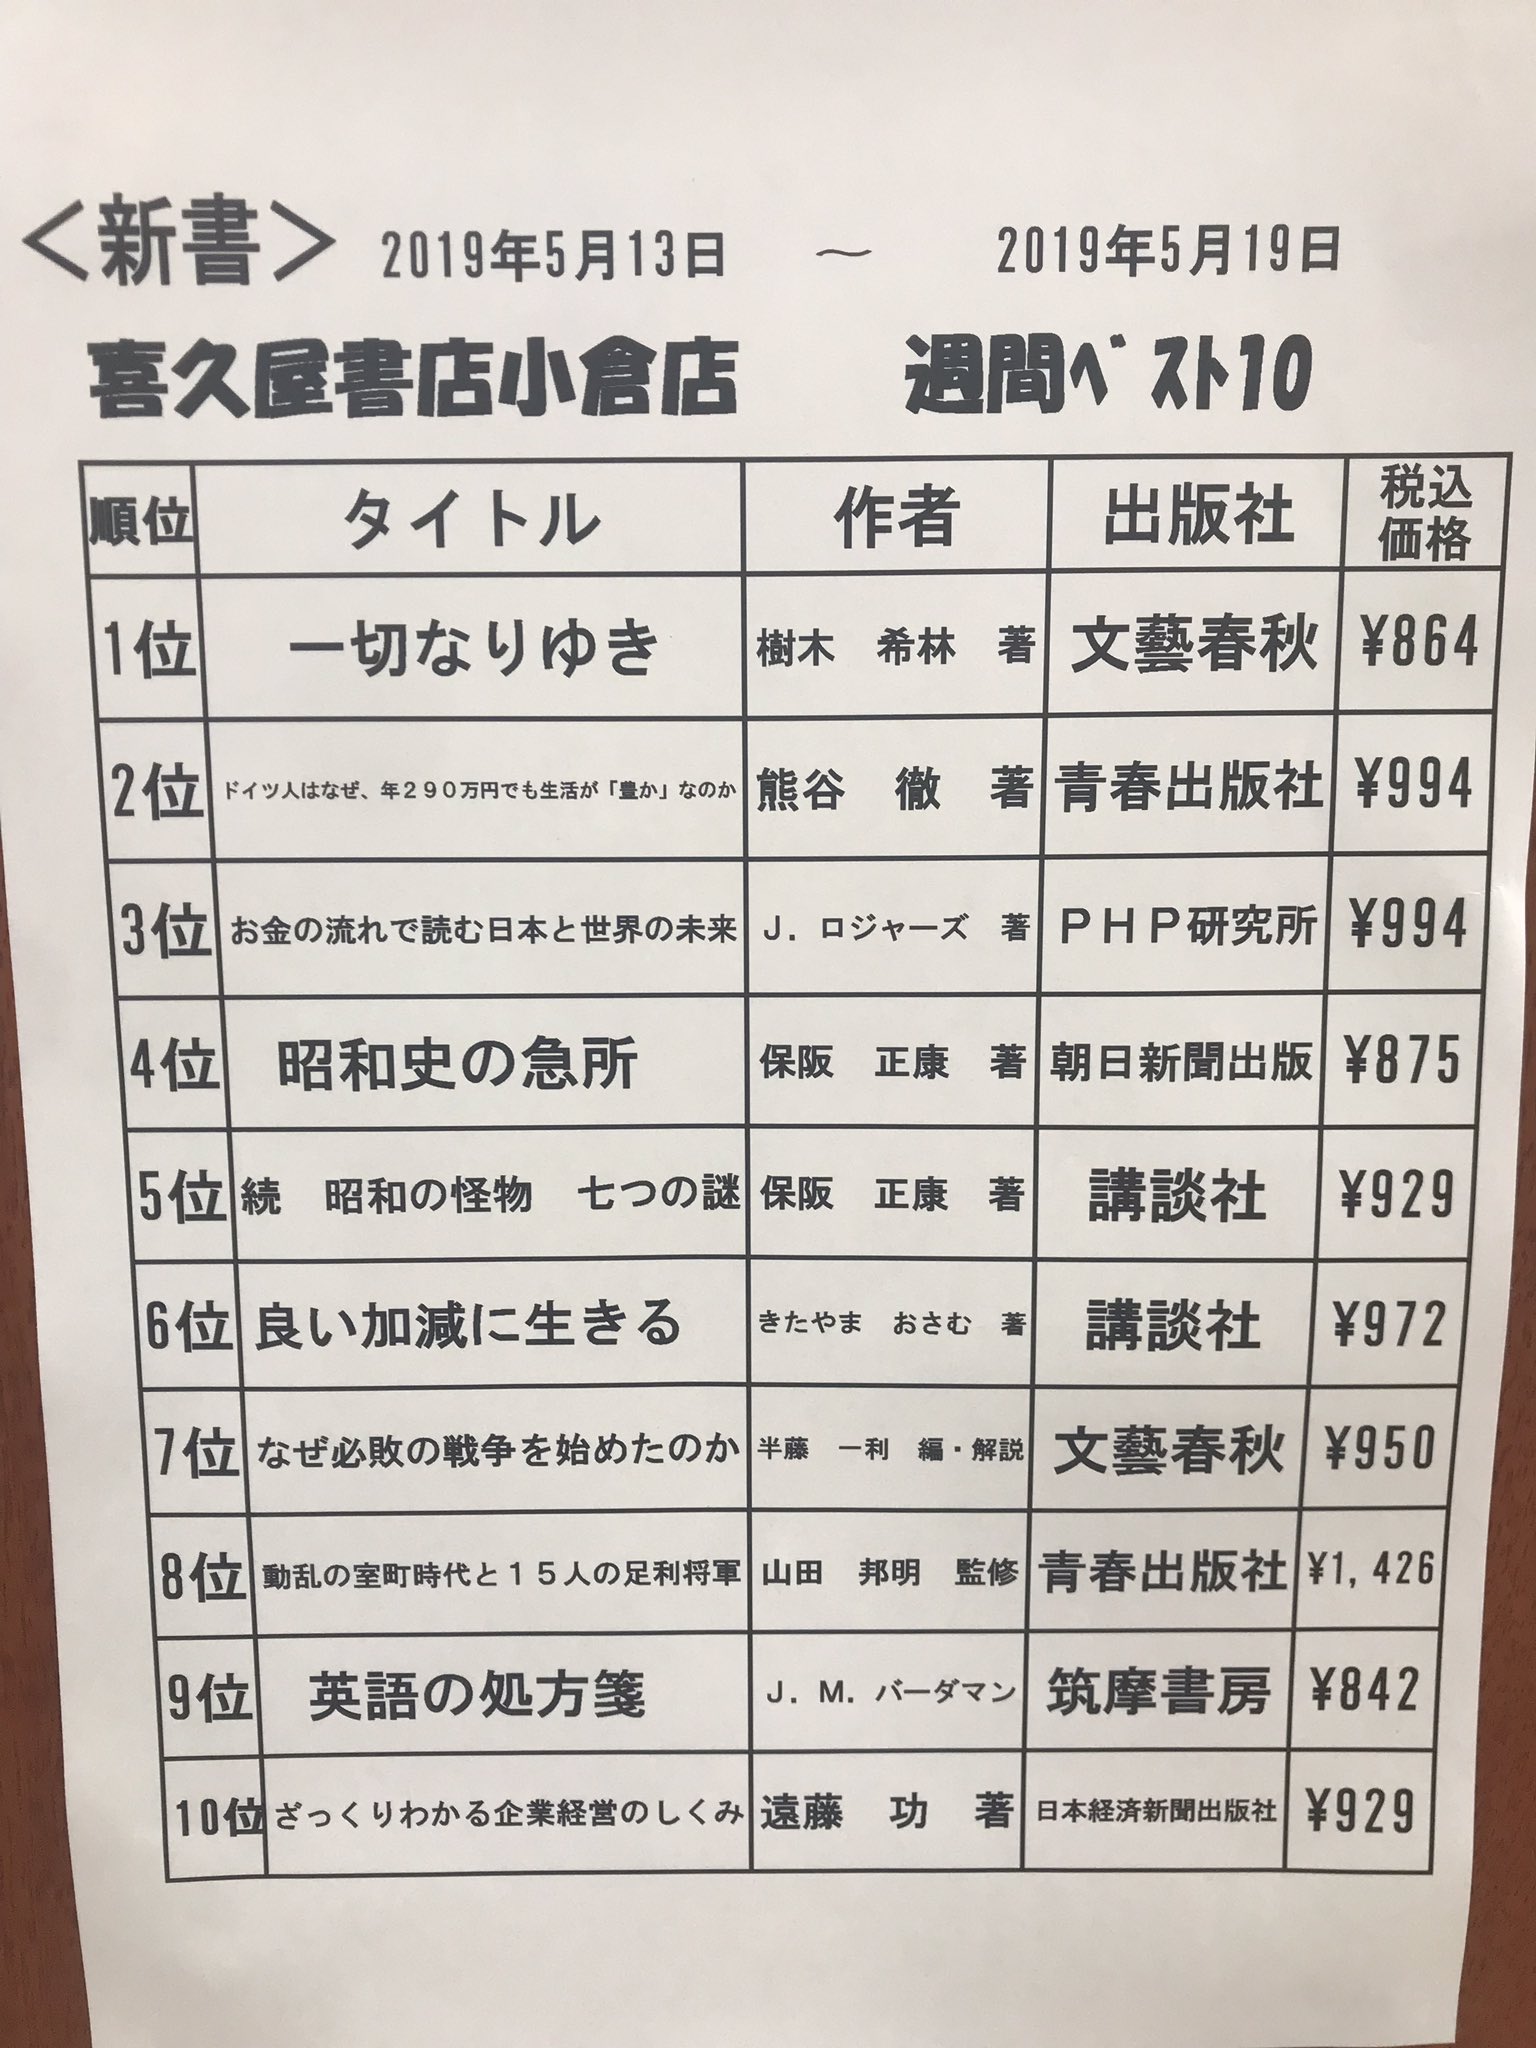 <新書> 2019年5月13日 ~ 2019年5月19日
喜久屋書店小倉店 週間ベスト10
順位 タイトル 作者 出版社 税込価格
1位 一切なりゆき 樹木 希林 著 文藝春秋 ¥864
2位 ドイツ人はなぜ、年290万円でも生活が「豊か」なのか 熊谷 徹 著 青春出版社 ¥994
3位 お金の流れで読む日本と世界の未来 J. ロジャーズ 著 PHP研究所 ¥994
4位 昭和史の急所 保阪 正康 著 朝日新聞出版 ¥875
5位 続 昭和の怪物 七つの謎 保阪 正康 著 講談社 ¥929
6位 良い加減に生きる きたやま おさむ 著 講談社 ¥972
7位 なぜ必敗の戦争を始めたのか 半藤 一利 編・解説 文藝春秋 ¥950
8位 動乱の室町時代と15人の足利将軍 山田 邦明 監修 青春出版社 ¥1,426
9位 英語の処方箋 J. M. バーダマン 筑摩書房 ¥842
10位 ざっくりわかる企業経営のしくみ 遠藤 功 著 日本経済新聞出版社 ¥929